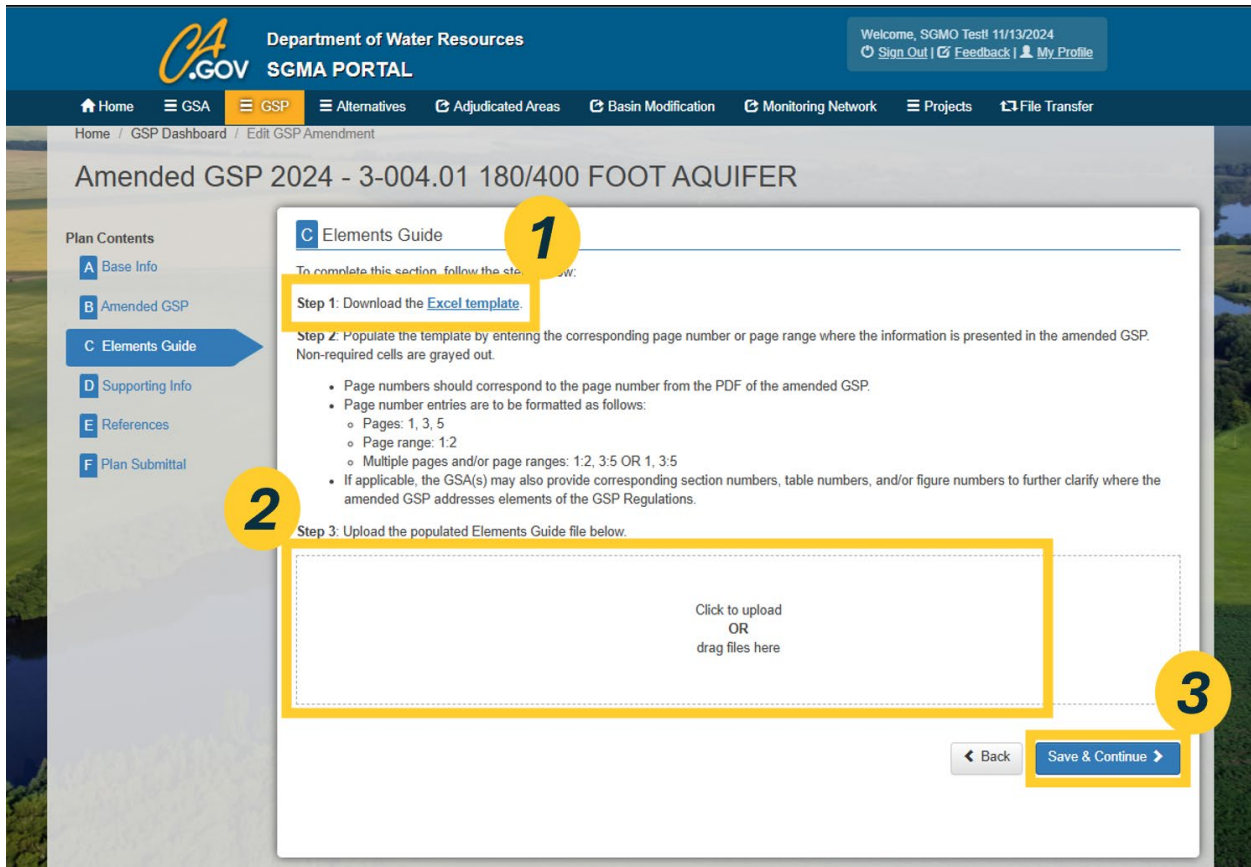 CA
.GOV
Department of Water Resources
SGMA PORTAL
Welcome, SGMO Test! 11/13/2024
Sign Out | Feedback | My Profile
Home GSA GSP Alternatives Adjudicated Areas Basin Modification Monitoring Network Projects File Transfer
Home / GSP Dashboard / Edit GSP Amendment
Amended GSP 2024 - 3-004.01 180/400 FOOT AQUIFER
Plan Contents
A Base Info
B Amended GSP
C Elements Guide
D Supporting Info
E References
F Plan Submittal
C Elements Guide
1
To complete this section, follow the ste ow:
Step 1: Download the Excel template.
Step 2: Populate the template by entering the corresponding page number or page range where the information is presented in the amended GSP.
Non-required cells are grayed out.
• Page numbers should correspond to the page number from the PDF of the amended GSP.
• Page number entries are to be formatted as follows:
o Pages: 1, 3, 5
o Page range: 1:2
o Multiple pages and/or page ranges: 1:2, 3:5 OR 1, 3:5
• If applicable, the GSA(s) may also provide corresponding section numbers, table numbers, and/or figure numbers to further clarify where the
amended GSP addresses elements of the GSP Regulations.
2
Step 3: Upload the populated Elements Guide file below.
Click to upload
OR
drag files here
3
Back
Save & Continue